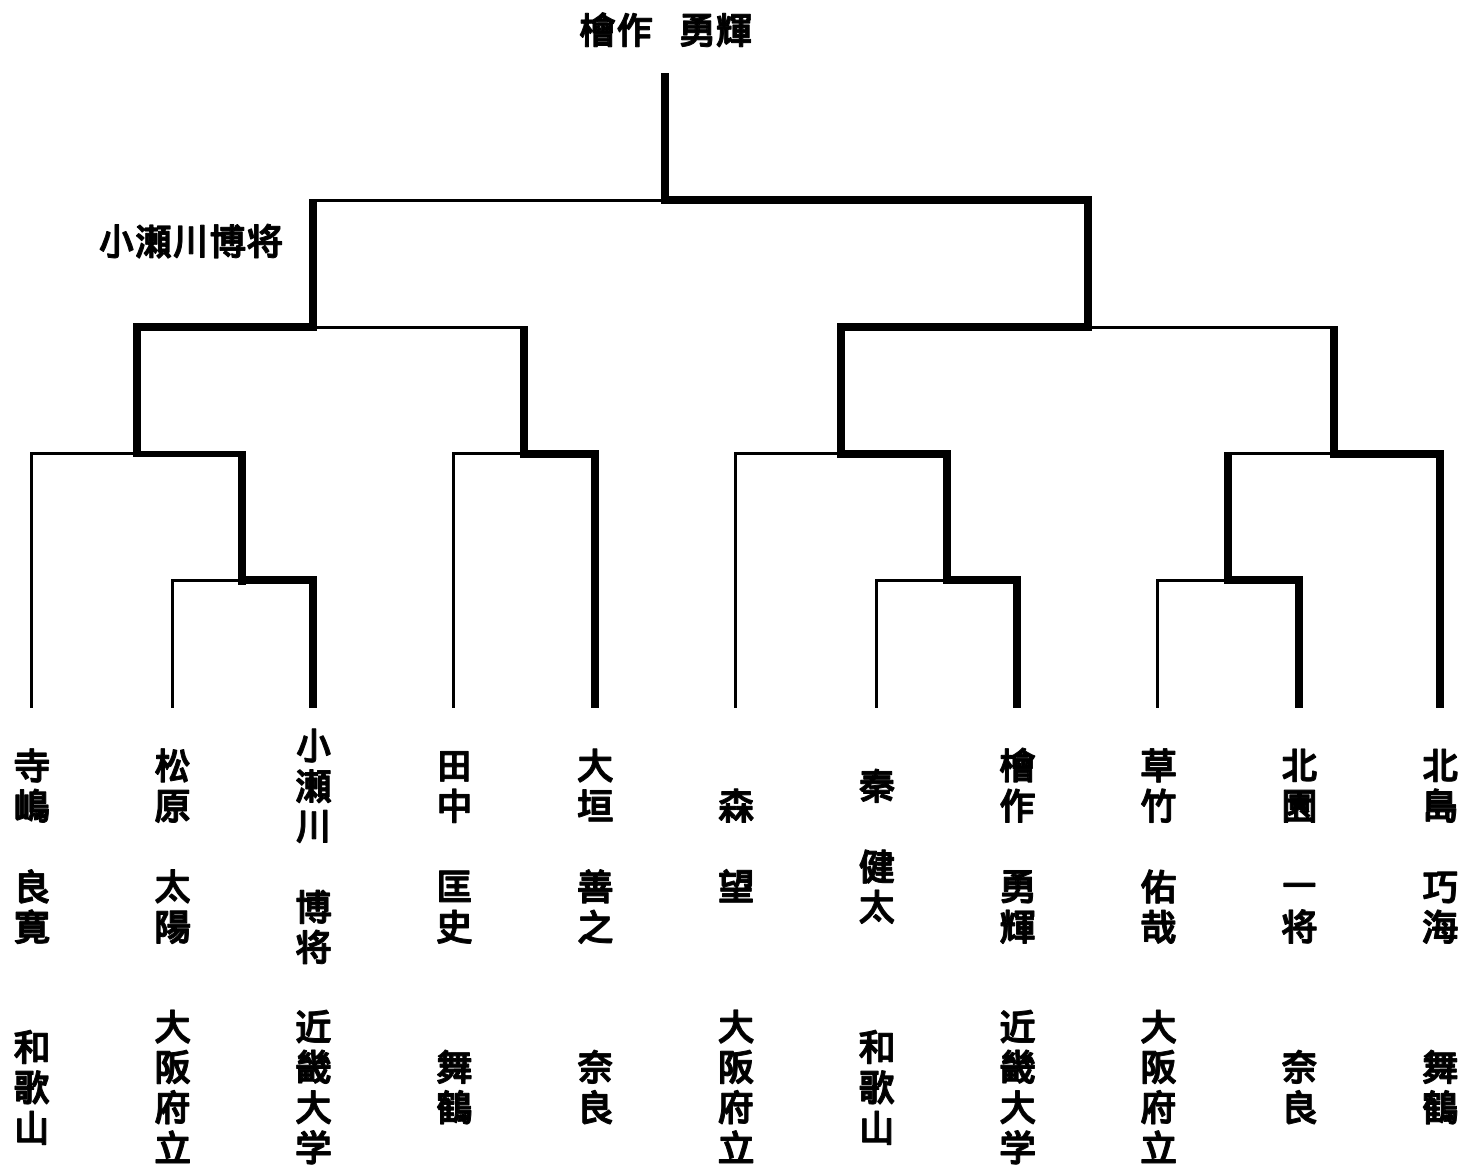 檜作 勇輝
小瀬川博将
寺嶋 良寛 和歌山
松原 太陽 大阪府立
小瀬川 博将 近畿大学
田中 匡史 舞鶴
大垣 善之 奈良
森 望 大阪府立
秦 健太 和歌山
檜作 勇輝 近畿大学
草竹 佑哉 大阪府立
北園 一将 奈良
北島 巧海 舞鶴